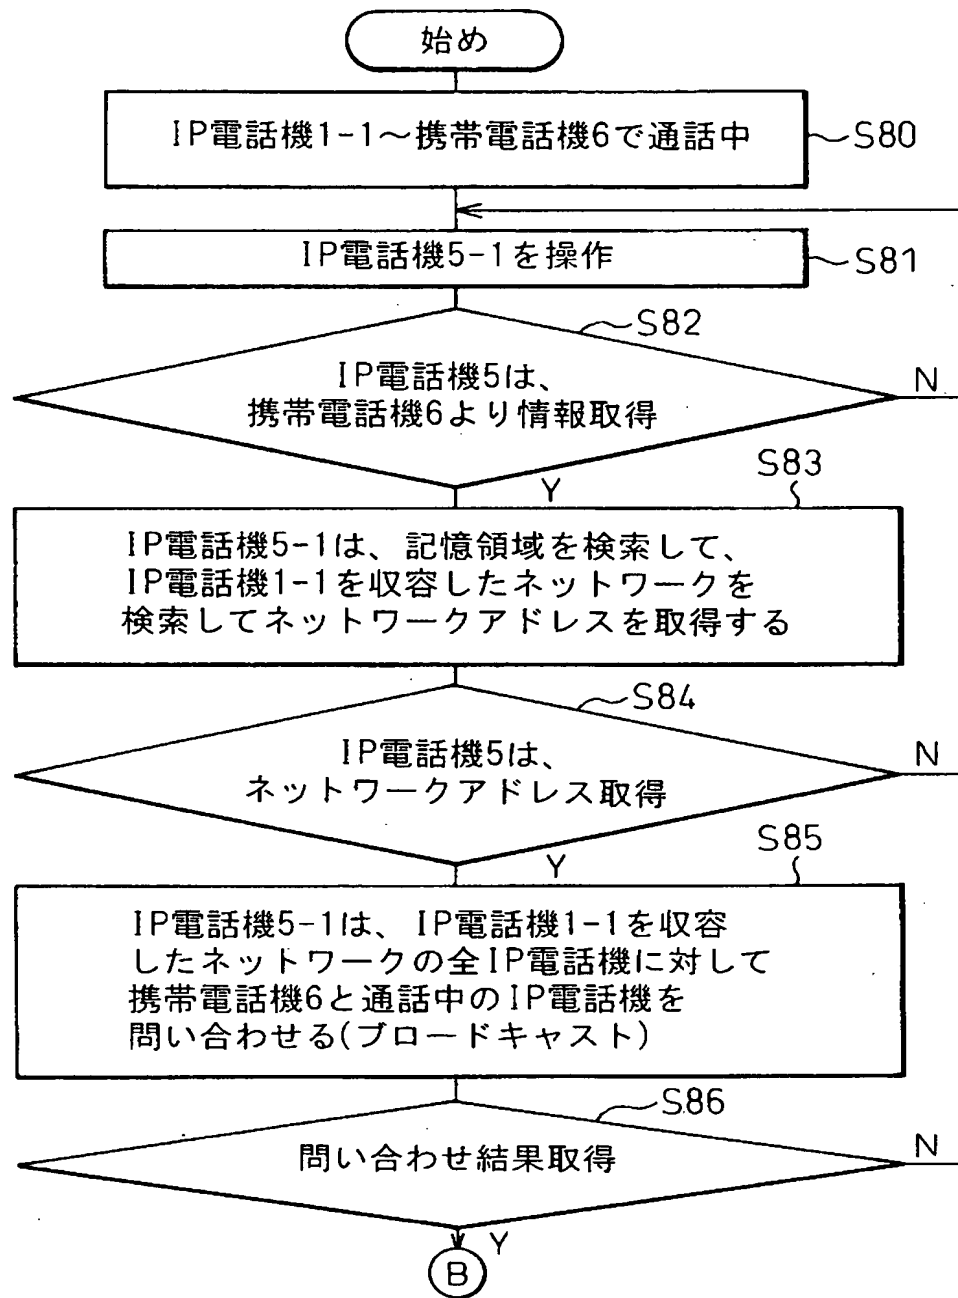 始め
IP電話機1-1～携帯電話機6で通話中
S80
IP電話機5-1を操作
S81
S82
IP電話機5は、
携帯電話機6より情報取得
N
Y
S83
IP電話機5-1は、記憶領域を検索して、
IP電話機1-1を収容したネットワークを
検索してネットワークアドレスを取得する
S84
IP電話機5は、
ネットワークアドレス取得
N
Y
S85
IP電話機5-1は、IP電話機1-1を収容
したネットワークの全IP電話機に対して
携帯電話機6と通話中のIP電話機を
問い合わせる(ブロードキャスト)
S86
問い合わせ結果取得
N
Y
B